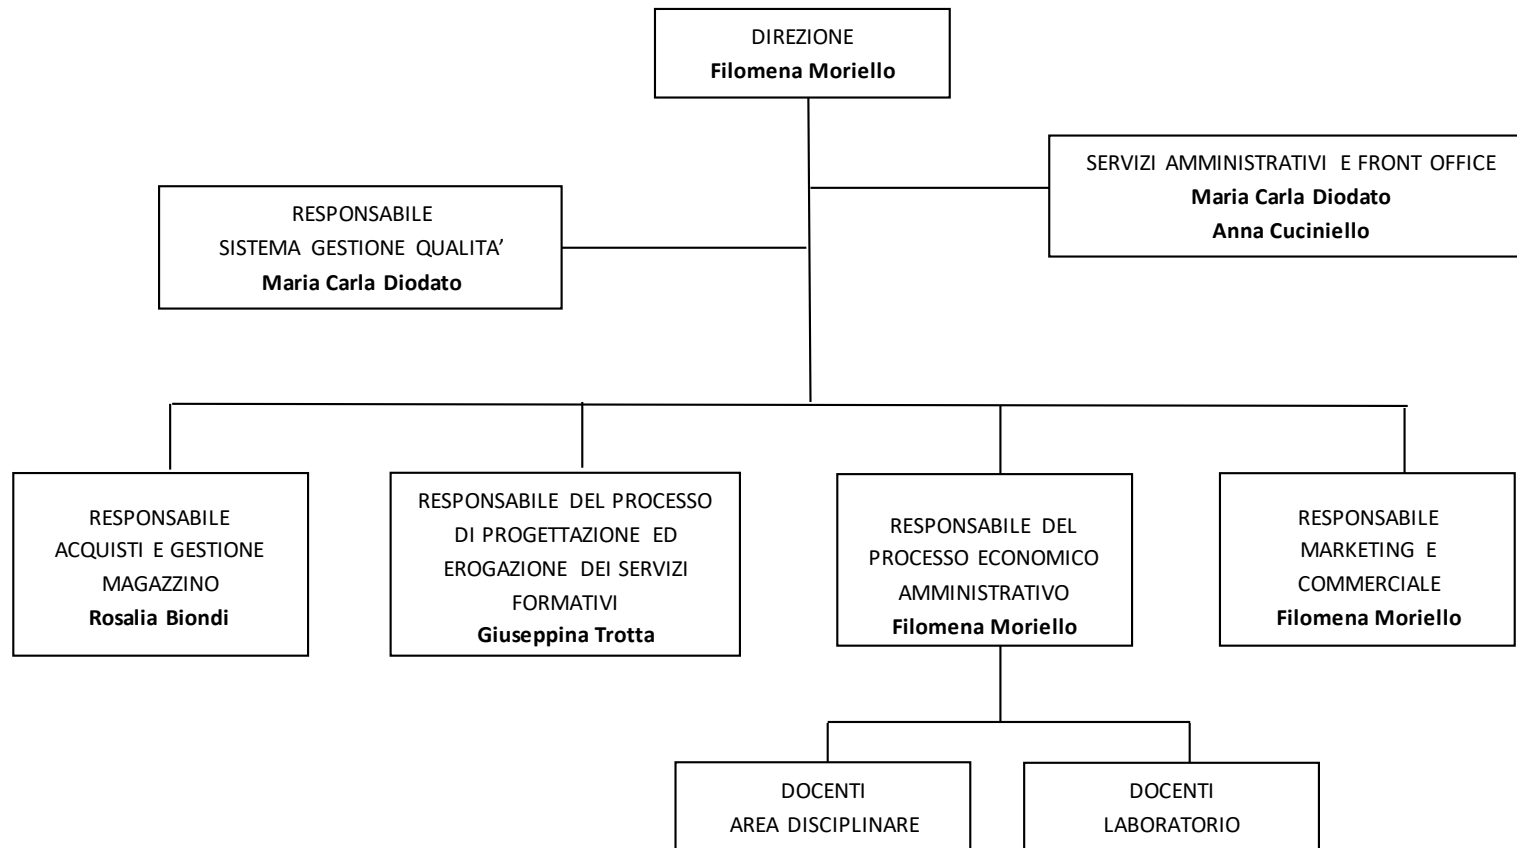 DIREZIONE
Filomena Moriello
SERVIZI AMMINISTRATIVI E FRONT OFFICE
Maria Carla Diodato
Anna Cuciniello
RESPONSABILE
SISTEMA GESTIONE QUALITA’
Maria Carla Diodato
RESPONSABILE
ACQUISTI E GESTIONE
MAGAZZINO
Rosalia Biondi
RESPONSABILE DEL PROCESSO
DI PROGETTAZIONE ED
EROGAZIONE DEI SERVIZI
FORMATIVI
Giuseppina Trotta
RESPONSABILE DEL
PROCESSO ECONOMICO
AMMINISTRATIVO
Filomena Moriello
RESPONSABILE
MARKETING E
COMMERCIALE
Filomena Moriello
DOCENTI
AREA DISCIPLINARE
DOCENTI
LABORATORIO